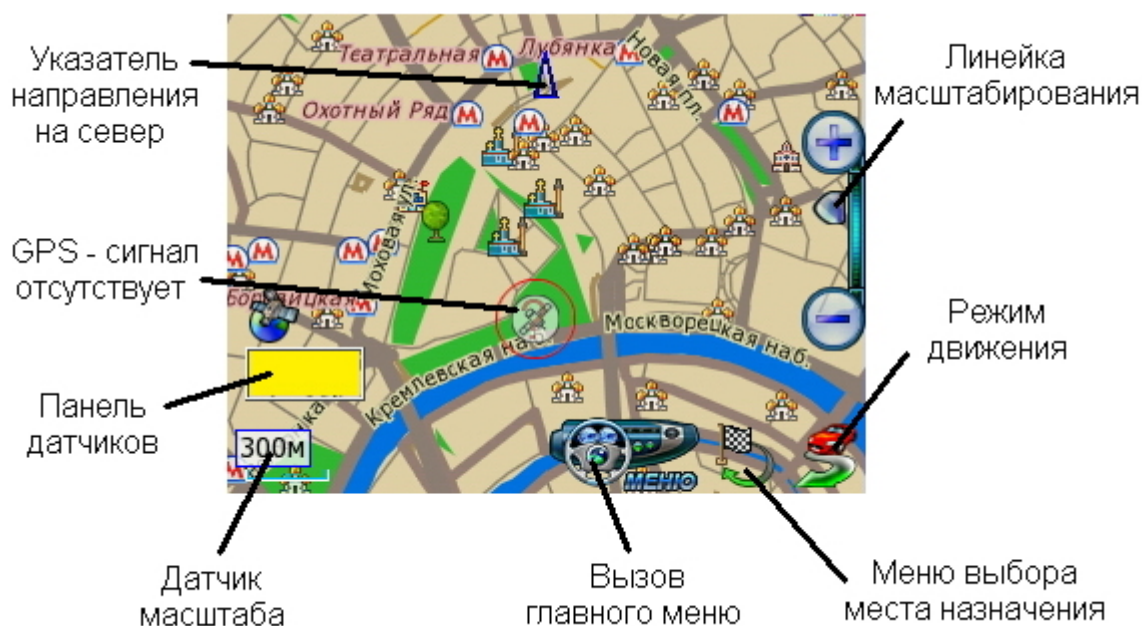 Указатель
направления
на север
Линейка
масштабирования
Театральная
Лубянка
Новая пл.
Охотный Ряд
Моховая ул.
GPS - сигнал
отсутствует
Кремлевская на
Москворецкая наб.
Режим
движения
Панель
датчиков
300м
МЕНЮ
Датчик
масштаба
Вызов
главного меню
Меню выбора
места назначения